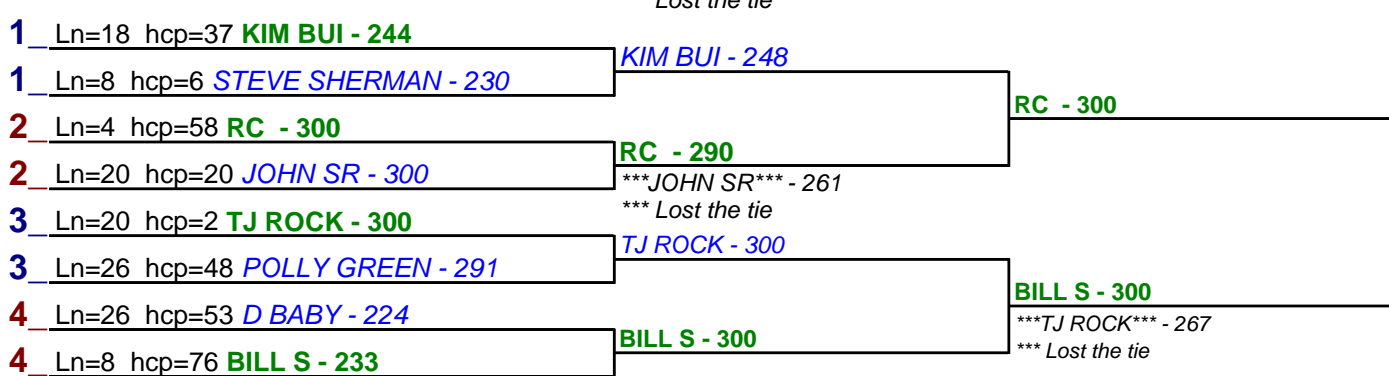 Lost the tie
1_ Ln=18 hcp=37 KIM BUI - 244
KIM BUI - 248
1_ Ln=8 hcp=6 STEVE SHERMAN - 230
RC - 300
2_ Ln=4 hcp=58 RC - 300
RC - 290
2_ Ln=20 hcp=20 JOHN SR - 300
***JOHN SR*** - 261
*** Lost the tie
3_ Ln=20 hcp=2 TJ ROCK - 300
TJ ROCK - 300
3_ Ln=26 hcp=48 POLLY GREEN - 291
BILL S - 300
4_ Ln=26 hcp=53 D BABY - 224
***TJ ROCK*** - 267
BILL S - 300
*** Lost the tie
4_ Ln=8 hcp=76 BILL S - 233